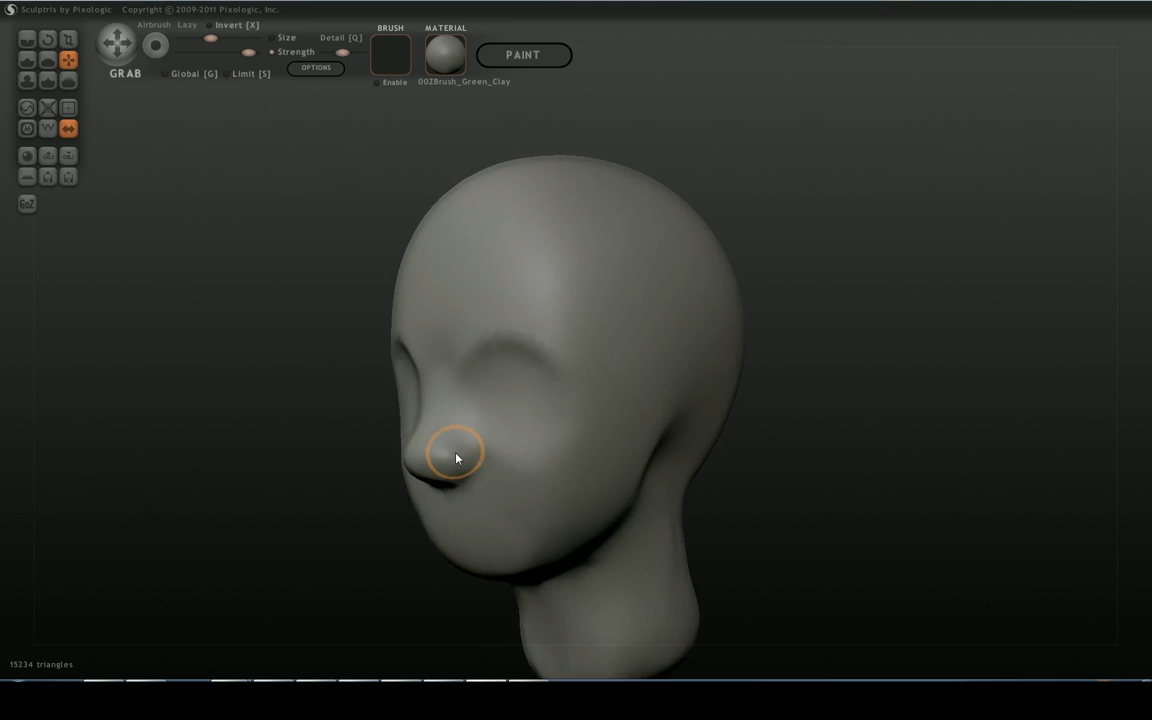 Sculptris by Pixologic Copyright © 2009-2011 Pixologic, Inc.
Airbrush Lazy Invert [X]
BRUSH MATERIAL
Size Detail [Q]
Strength
PAINT
OPTIONS
GRAB Global [G] Limit [S]
Enable 00ZBrush_Green_Clay
GoZ
15234 triangles